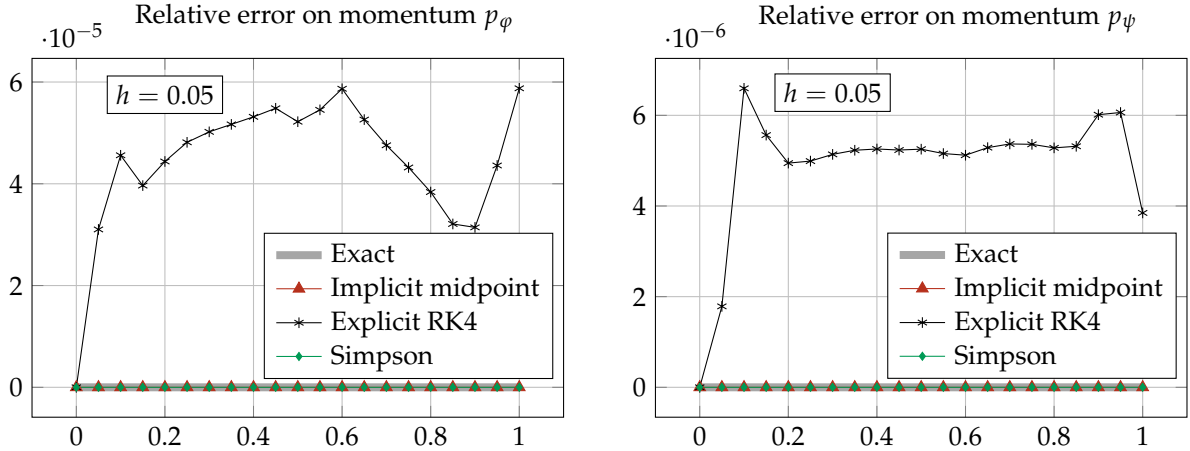 Relative error on momentum pφ
·10⁻⁵
h = 0.05
6
4
2
0
Exact
Implicit midpoint
Explicit RK4
Simpson
0 0.2 0.4 0.6 0.8 1
Relative error on momentum pψ
·10⁻⁶
h = 0.05
6
4
2
0
Exact
Implicit midpoint
Explicit RK4
Simpson
0 0.2 0.4 0.6 0.8 1